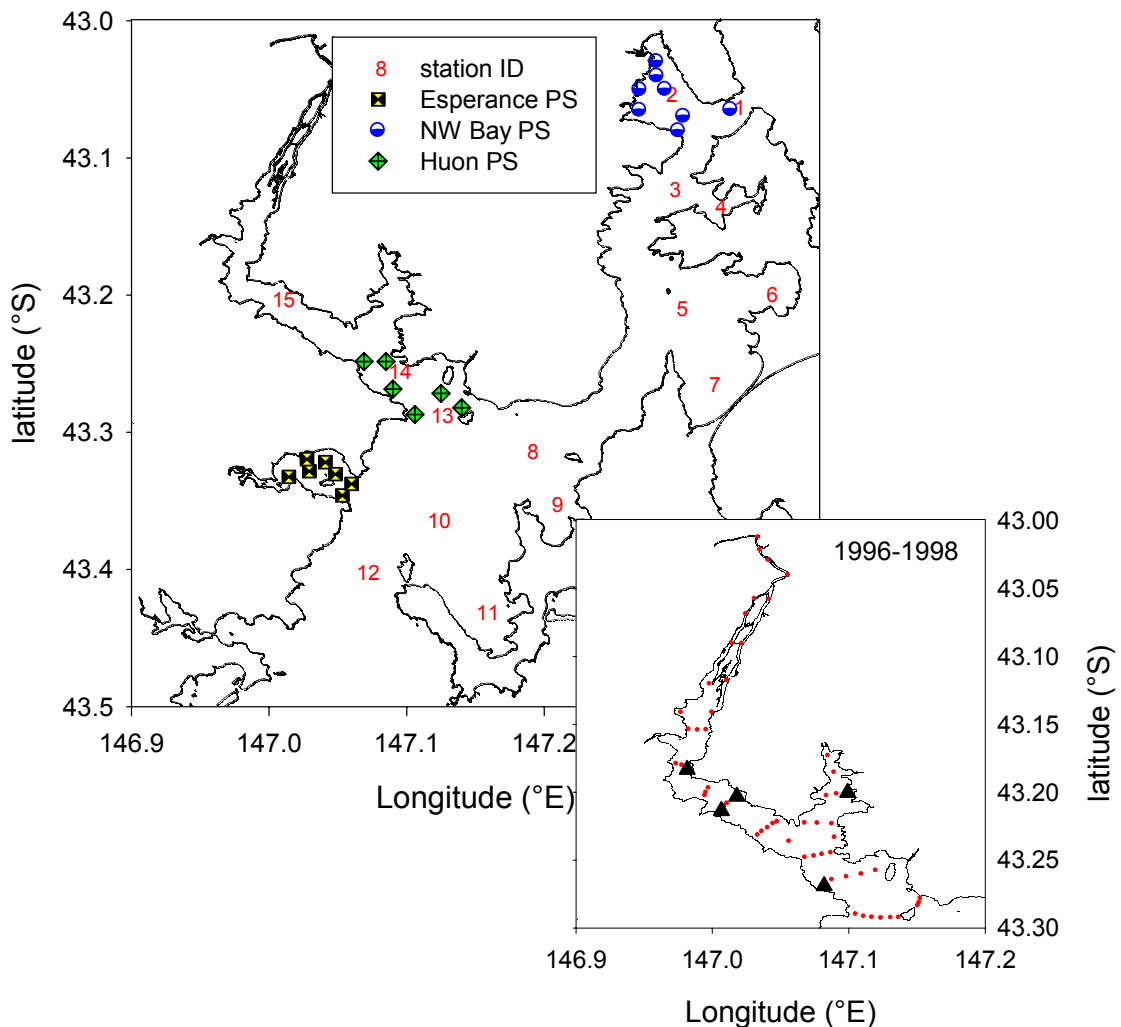 43.0
43.1
43.2
43.3
43.4
43.5
latitude (°S)
8 station ID
Esperance PS
NW Bay PS
Huon PS
1
2
3
4
5
6
7
8
9
10
11
12
13
14
15
146.9 147.0 147.1 147.2
Longitude (°E)
1996-1998
43.00
43.05
43.10
43.15
43.20
43.25
43.30
latitude (°S)
146.9 147.0 147.1 147.2
Longitude (°E)